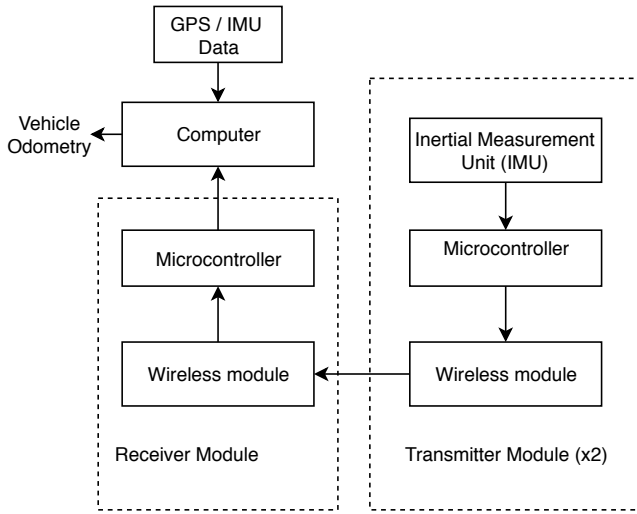 GPS / IMU
Data
Vehicle
Odometry
Computer
Microcontroller
Wireless module
Receiver Module
Inertial Measurement
Unit (IMU)
Microcontroller
Wireless module
Transmitter Module (x2)